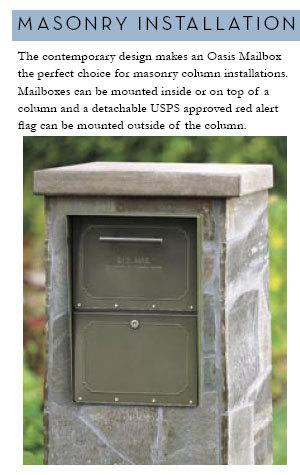 MASONRY INSTALLATION
The contemporary design makes an Oasis Mailbox
the perfect choice for masonry column installations.
Mailboxes can be mounted inside or on top of a
column and a detachable USPS approved red alert
flag can be mounted outside of the column.
U.S. MAIL